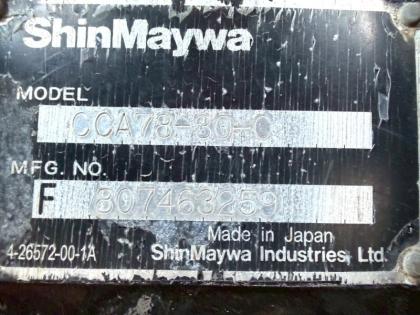 ShinMaywa
MODEL
CCA78-30-C
MFG. NO.
F 807463259
Made in Japan
4-26572-00-1A ShinMaywa Industries, Ltd.